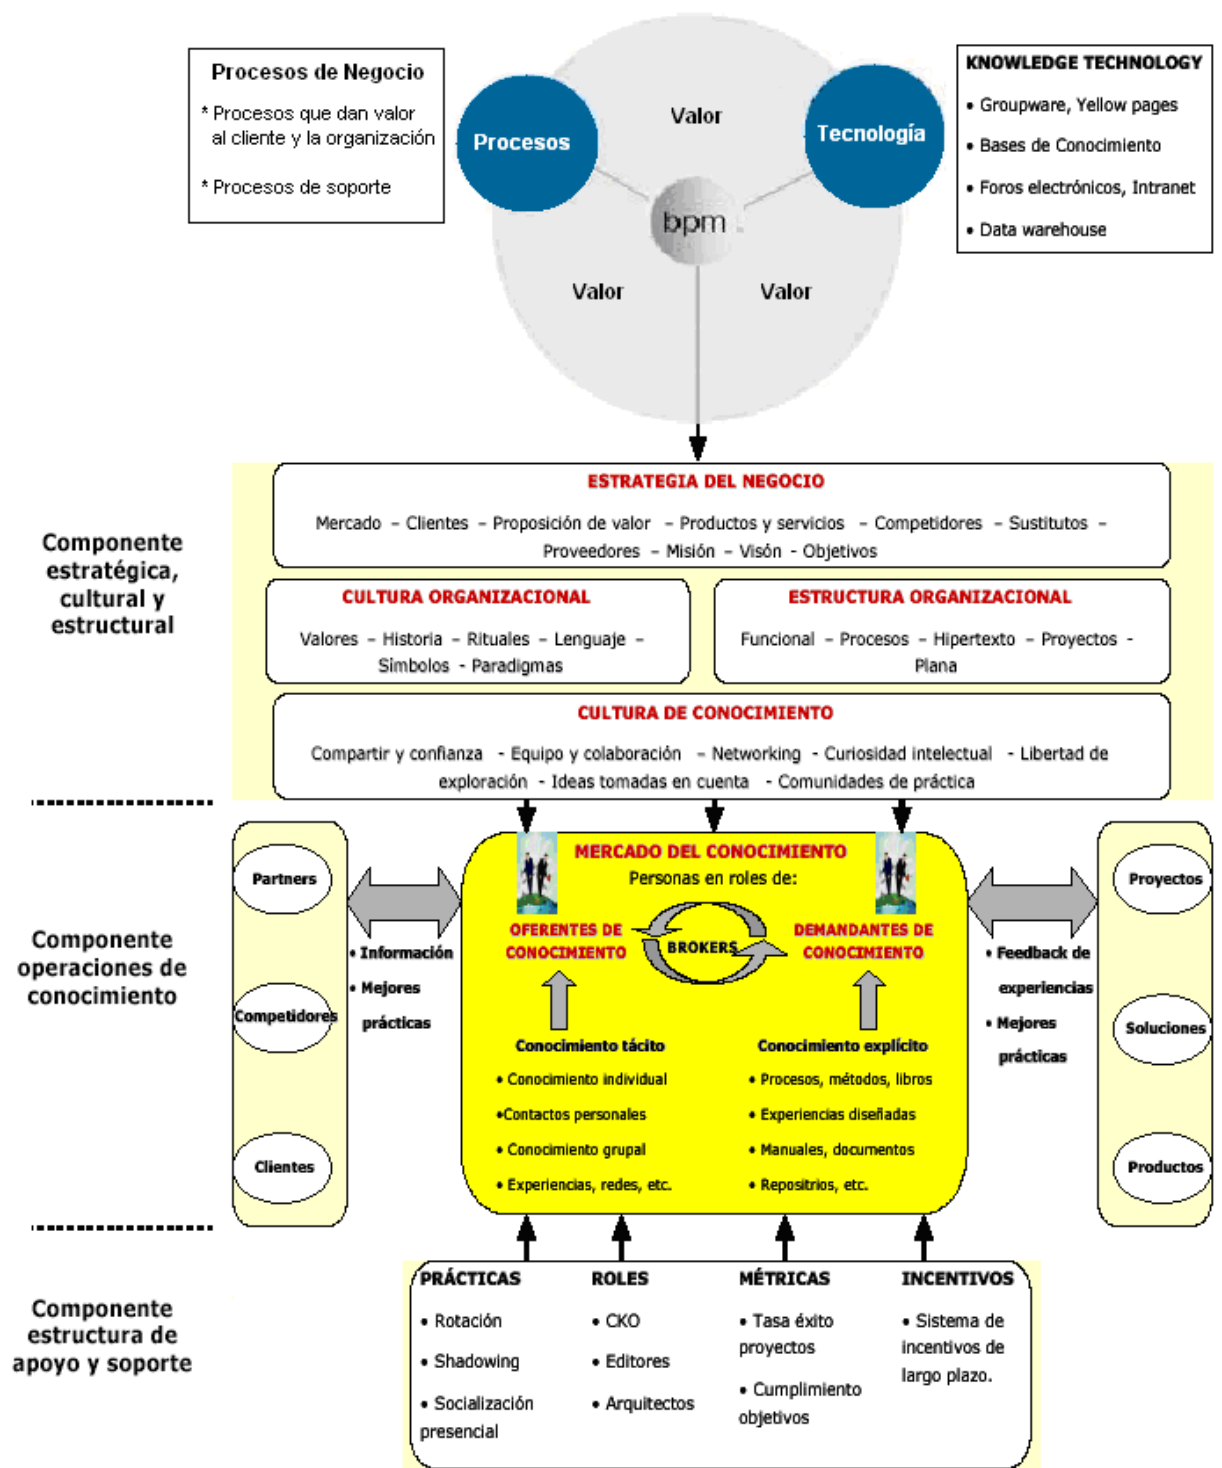 Procesos de Negocio
* Procesos que dan valor
al cliente y la organización
* Procesos de soporte
Procesos
Valor
Tecnología
bpm
Valor
Valor
KNOWLEDGE TECHNOLOGY
• Groupware, Yellow pages
• Bases de Conocimiento
• Foros electrónicos, Intranet
• Data warehouse
Componente
estratégica,
cultural y
estructural
ESTRATEGIA DEL NEGOCIO
Mercado – Clientes – Proposición de valor – Productos y servicios – Competidores – Sustitutos –
Proveedores – Misión – Visón - Objetivos
CULTURA ORGANIZACIONAL
Valores – Historia – Rituales – Lenguaje –
Símbolos - Paradigmas
ESTRUCTURA ORGANIZACIONAL
Funcional – Procesos – Hipertexto – Proyectos -
Plana
CULTURA DE CONOCIMIENTO
Compartir y confianza - Equipo y colaboración – Networking - Curiosidad intelectual - Libertad de
exploración - Ideas tomadas en cuenta - Comunidades de práctica
Componente
operaciones de
conocimiento
Partners
Competidores
Clientes
• Información
• Mejores
prácticas
MERCADO DEL CONOCIMIENTO
Personas en roles de:
OFERENTES DE
CONOCIMIENTO
BROKERS
DEMANDANTES DE
CONOCIMIENTO
Conocimiento tácito
• Conocimiento individual
•Contactos personales
• Conocimiento grupal
• Experiencias, redes, etc.
Conocimiento explícito
• Procesos, métodos, libros
• Experiencias diseñadas
• Manuales, documentos
• Repositrios, etc.
• Feedback de
experiencias
• Mejores
prácticas
Proyectos
Soluciones
Productos
Componente
estructura de
apoyo y soporte
PRÁCTICAS
• Rotación
• Shadowing
• Socialización
presencial
ROLES
• CKO
• Editores
• Arquitectos
MÉTRICAS
• Tasa éxito
proyectos
• Cumplimiento
objetivos
INCENTIVOS
• Sistema de
incentivos de
largo plazo.